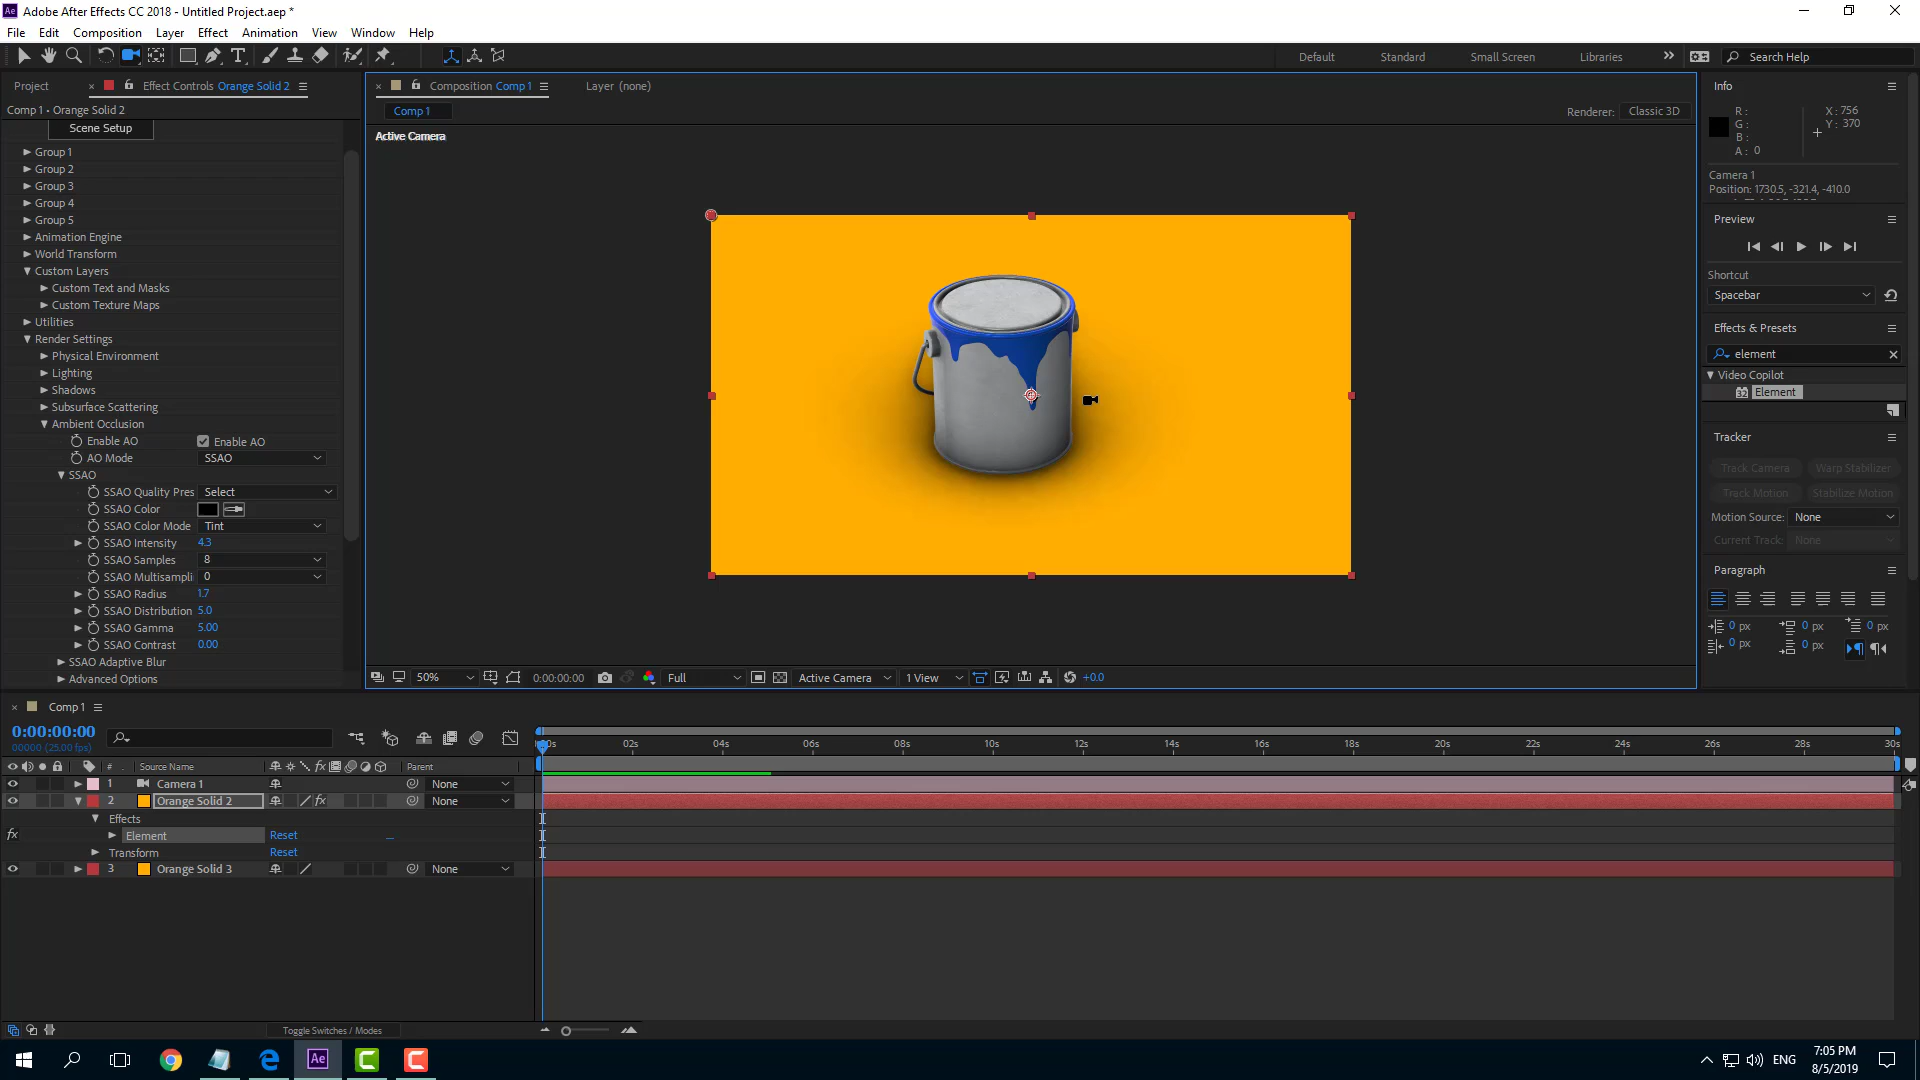 Adobe After Effects CC 2018 - Untitled Project.aep *
File Edit Composition Layer Effect Animation View Window Help
Default Standard Small Screen Libraries Search Help
Project Effect Controls Orange Solid 2
Comp 1 • Orange Solid 2
Scene Setup
Group 1
Group 2
Group 3
Group 4
Group 5
Animation Engine
World Transform
Custom Layers
Custom Text and Masks
Custom Texture Maps
Utilities
Render Settings
Physical Environment
Lighting
Shadows
Subsurface Scattering
Ambient Occlusion
Enable AO Enable AO
AO Mode SSAO
SSAO
SSAO Quality Pres Select
SSAO Color
SSAO Color Mode Tint
SSAO Intensity 4.3
SSAO Samples 8
SSAO Multisampli 0
SSAO Radius 1.7
SSAO Distribution 5.0
SSAO Gamma 5.00
SSAO Contrast 0.00
SSAO Adaptive Blur
Advanced Options
Composition Comp 1 Layer (none)
Comp 1 Renderer: Classic 3D
Active Camera
50% 0:00:00:00 Full Active Camera 1 View +0.0
Info
R : X : 756
G : Y : 370
B :
A : 0
Camera 1
Position: 1730.5, -321.4, -410.0
Preview
Shortcut
Spacebar
Effects & Presets
element
Video Copilot
32 Element
Tracker
Track Camera Warp Stabilizer
Track Motion Stabilize Motion
Motion Source: None
Current Track: None
Paragraph
0 px 0 px 0 px
0 px 0 px
Comp 1
0:00:00:00
00000 (25.00 fps)
# Source Name Parent
1 Camera 1 None
2 Orange Solid 2 fx None
Effects
fx Element Reset
Transform Reset
3 Orange Solid 3 None
:00s 02s 04s 06s 08s 10s 12s 14s 16s 18s 20s 22s 24s 26s 28s 30s
Toggle Switches / Modes
ENG 7:05 PM
8/5/2019